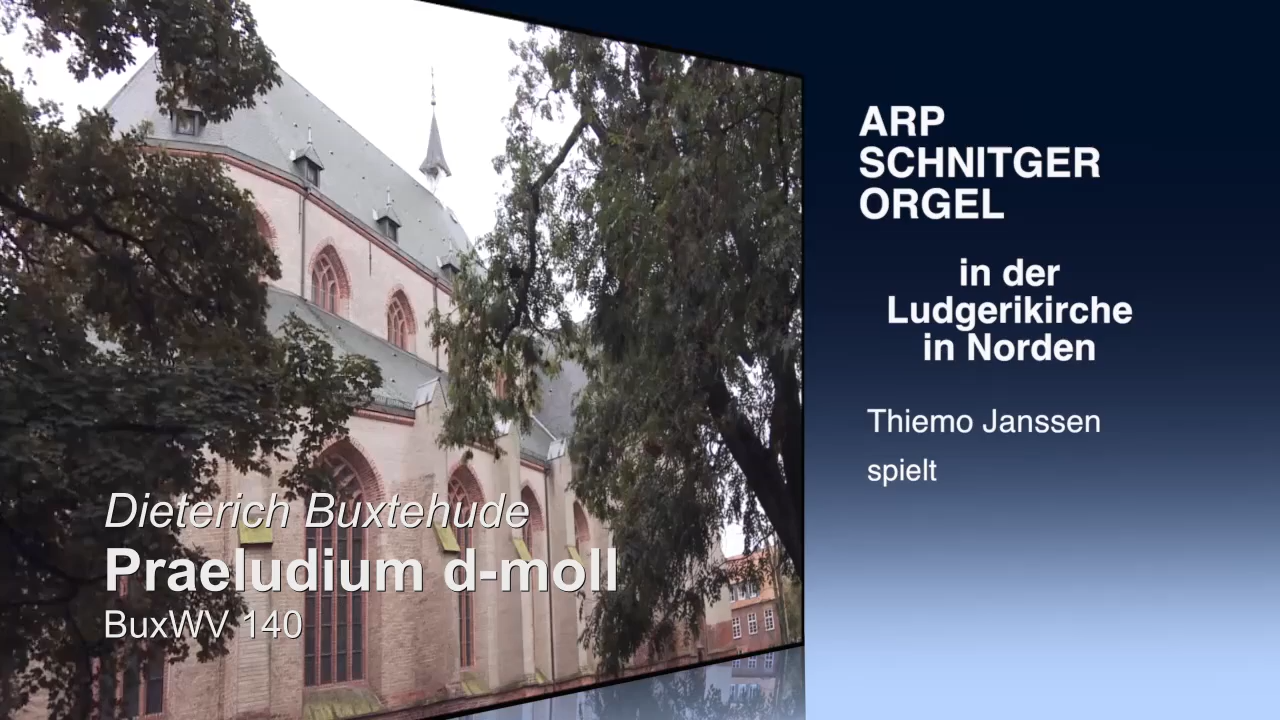 ARP
SCHNITGER
ORGEL
in der
Ludgerikirche
in Norden
Thiemo Janssen
spielt
Dieterich Buxtehude
Praeludium d-moll
BuxWV 140